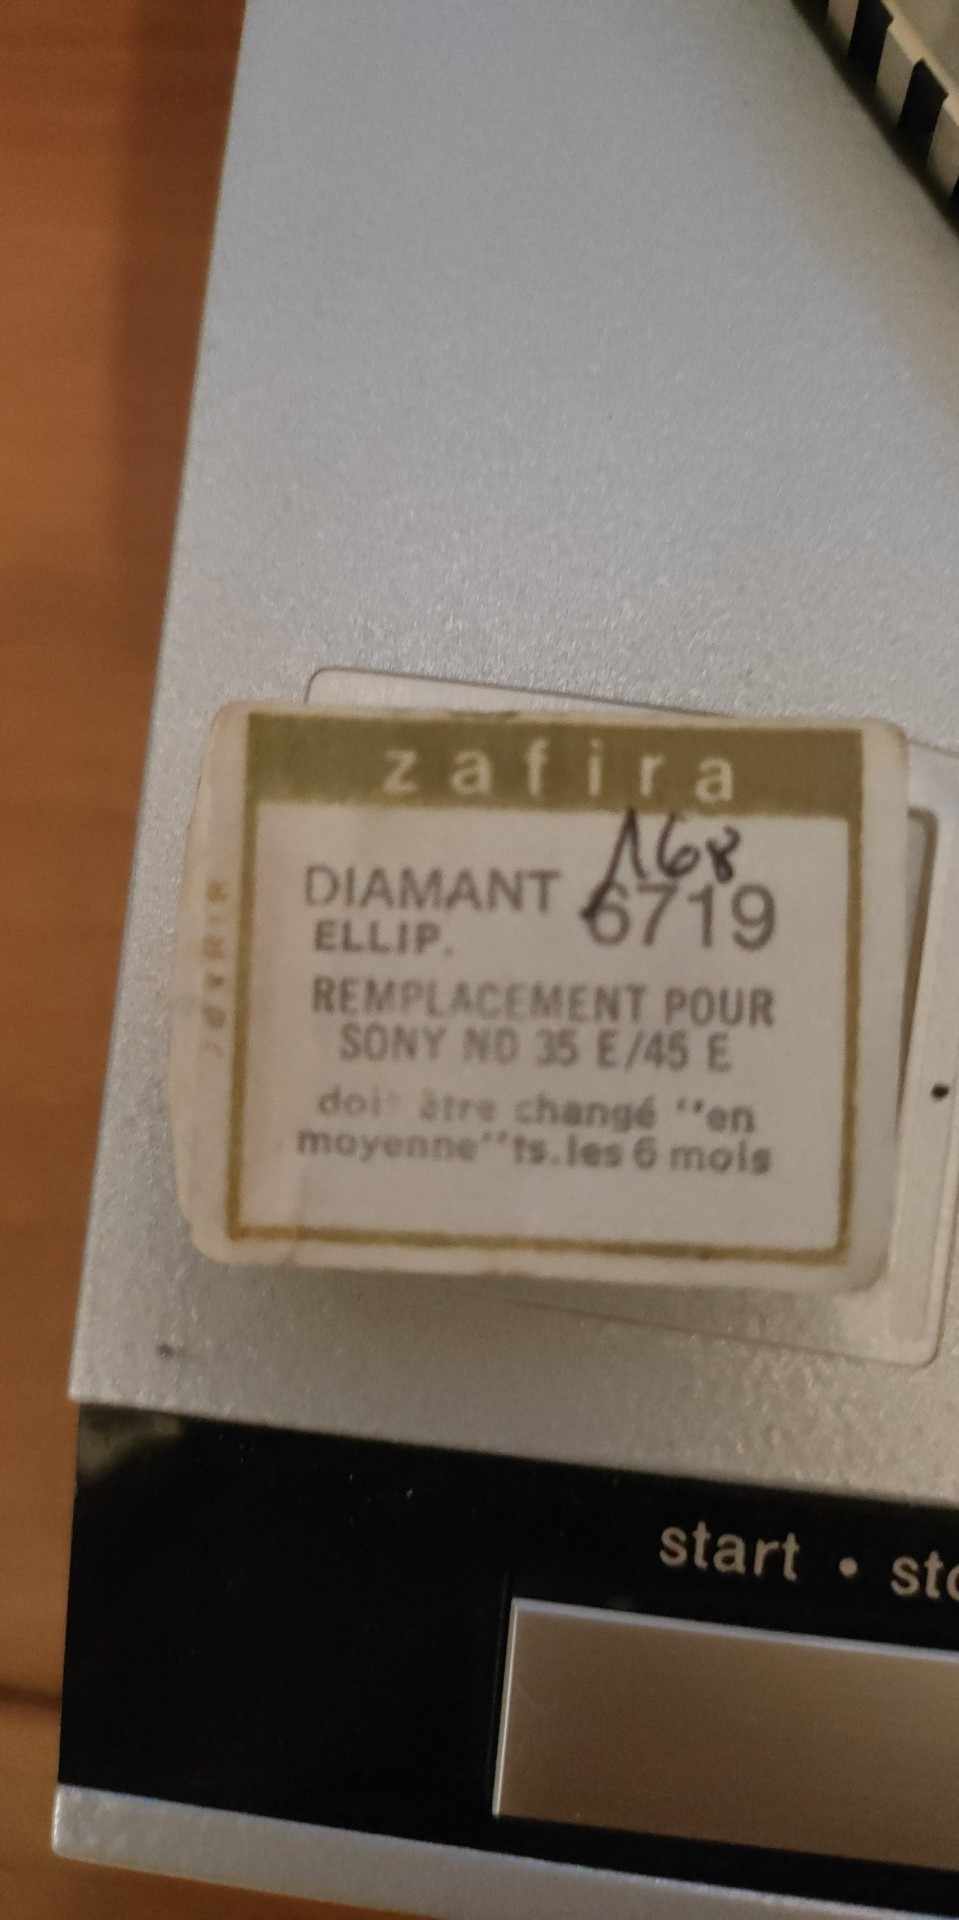 zafira
168
DIAMANT 6719
ELLIP.
REMPLACEMENT POUR
SONY ND 35 E/45 E
doit être changé "en
moyenne"ts.les 6 mois
start •